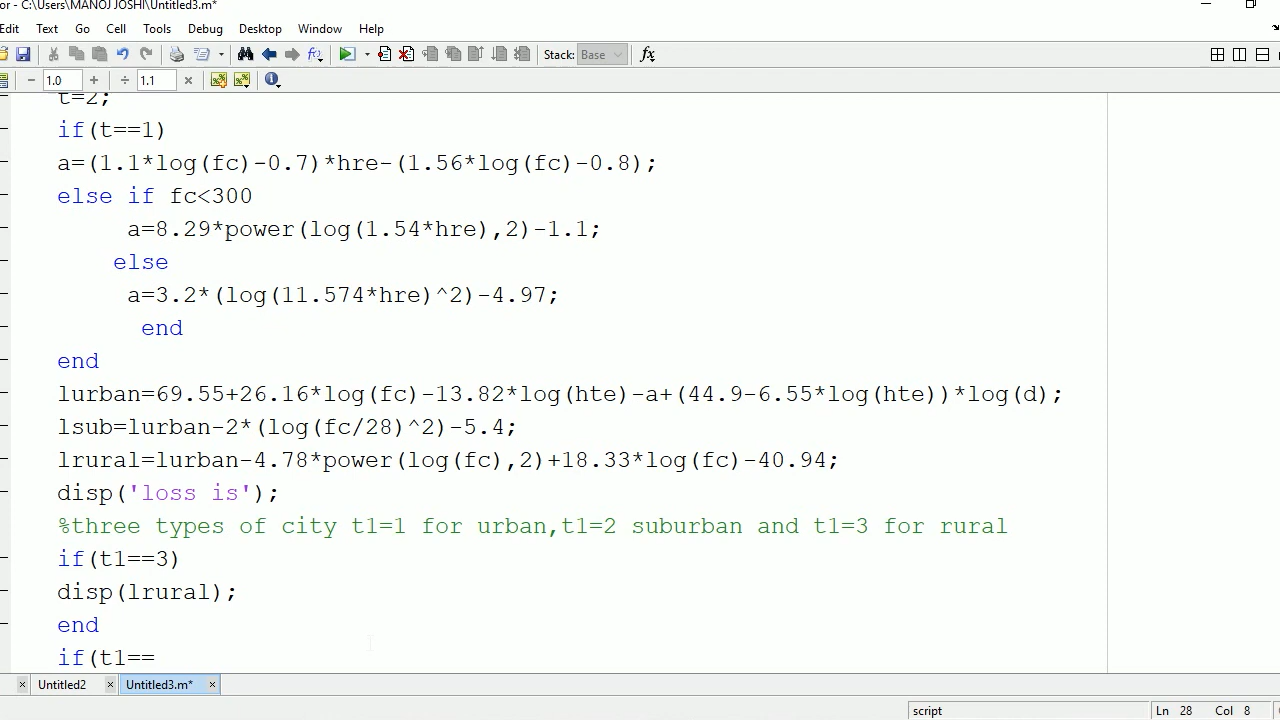 or - C:\Users\MANOJ JOSHI\Untitled3.m*
Edit Text Go Cell Tools Debug Desktop Window Help
Stack: Base fx
− 1.0 + ÷ 1.1 ×
t=2;
if(t==1)
a=(1.1*log(fc)-0.7)*hre-(1.56*log(fc)-0.8);
else if fc<300
a=8.29*power(log(1.54*hre),2)-1.1;
else
a=3.2*(log(11.574*hre)^2)-4.97;
end
end
lurban=69.55+26.16*log(fc)-13.82*log(hte)-a+(44.9-6.55*log(hte))*log(d);
lsub=lurban-2*(log(fc/28)^2)-5.4;
lrural=lurban-4.78*power(log(fc),2)+18.33*log(fc)-40.94;
disp('loss is');
%three types of city t1=1 for urban,t1=2 suburban and t1=3 for rural
if(t1==3)
disp(lrural);
end
if(t1==
Untitled2 Untitled3.m*
script Ln 28 Col 8